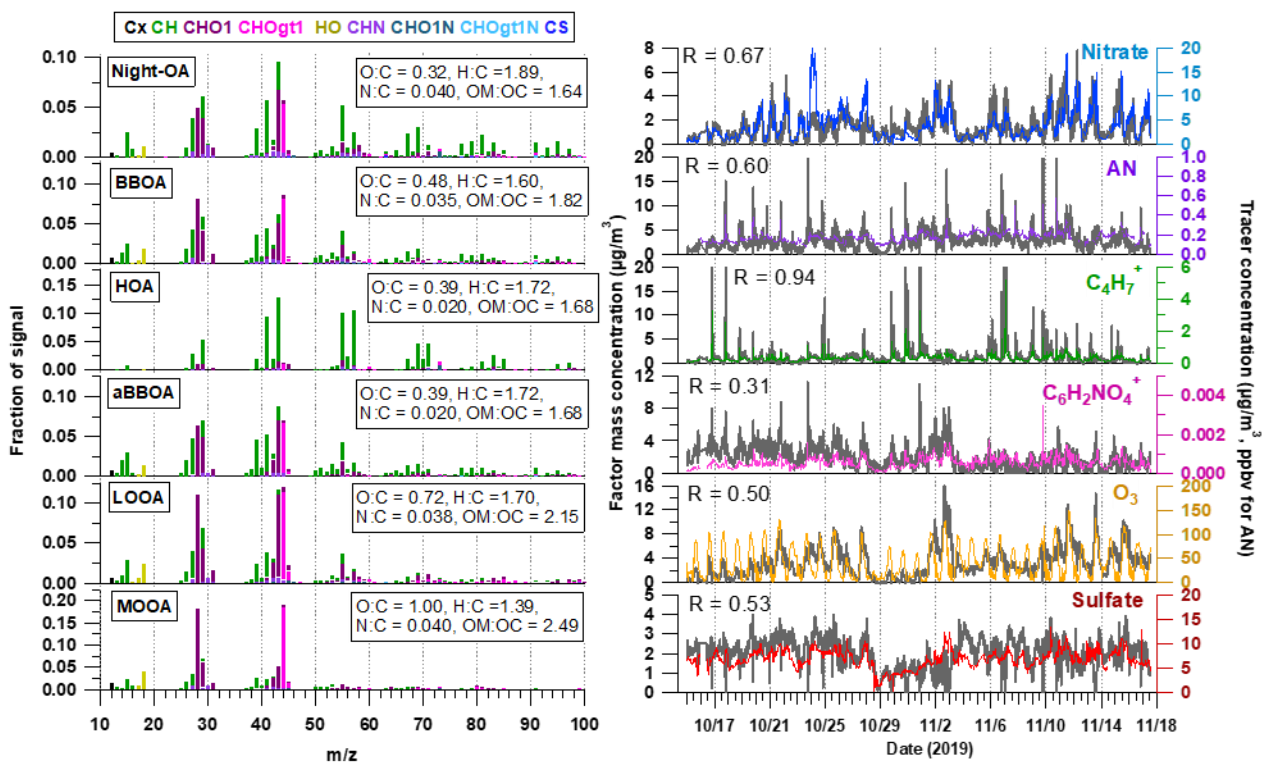 Cx CH CHO1 CHOgt1 HO CHN CHO1N CHOgt1N CS
Fraction of signal
0.10
0.05
0.00
Night-OA
O:C = 0.32, H:C =1.89,
N:C = 0.040, OM:OC = 1.64
0.10
0.05
0.00
BBOA
O:C = 0.48, H:C = 1.60,
N:C = 0.035, OM:OC = 1.82
0.15
0.10
0.05
0.00
HOA
O:C = 0.39, H:C =1.72,
N:C = 0.020, OM:OC = 1.68
0.10
0.05
0.00
aBBOA
O:C = 0.39, H:C =1.72,
N:C = 0.020, OM:OC = 1.68
0.10
0.05
0.00
LOOA
O:C = 0.72, H:C = 1.70,
N:C = 0.038, OM:OC = 2.15
0.20
0.15
0.10
0.05
0.00
MOOA
O:C = 1.00, H:C =1.39,
N:C = 0.040, OM:OC = 2.49
10 20 30 40 50 60 70 80 90 100
m/z
Factor mass concentration (µg/m³)
8
6
4
2
0
R = 0.67
Nitrate
20
15
10
5
0
20
15
10
5
0
R = 0.60
AN
1.0
0.8
0.6
0.4
0.2
0.0
20
15
10
5
0
R = 0.94
C₄H₇⁺
6
4
2
0
12
8
4
0
R = 0.31
C₆H₂NO₄⁺
0.004
0.002
0.000
16
12
8
4
0
R = 0.50
O₃
200
150
100
50
0
5
4
3
2
1
0
R = 0.53
Sulfate
20
15
10
5
0
10/17 10/21 10/25 10/29 11/2 11/6 11/10 11/14 11/18
Date (2019)
Tracer concentration (µg/m³, ppbv for AN)